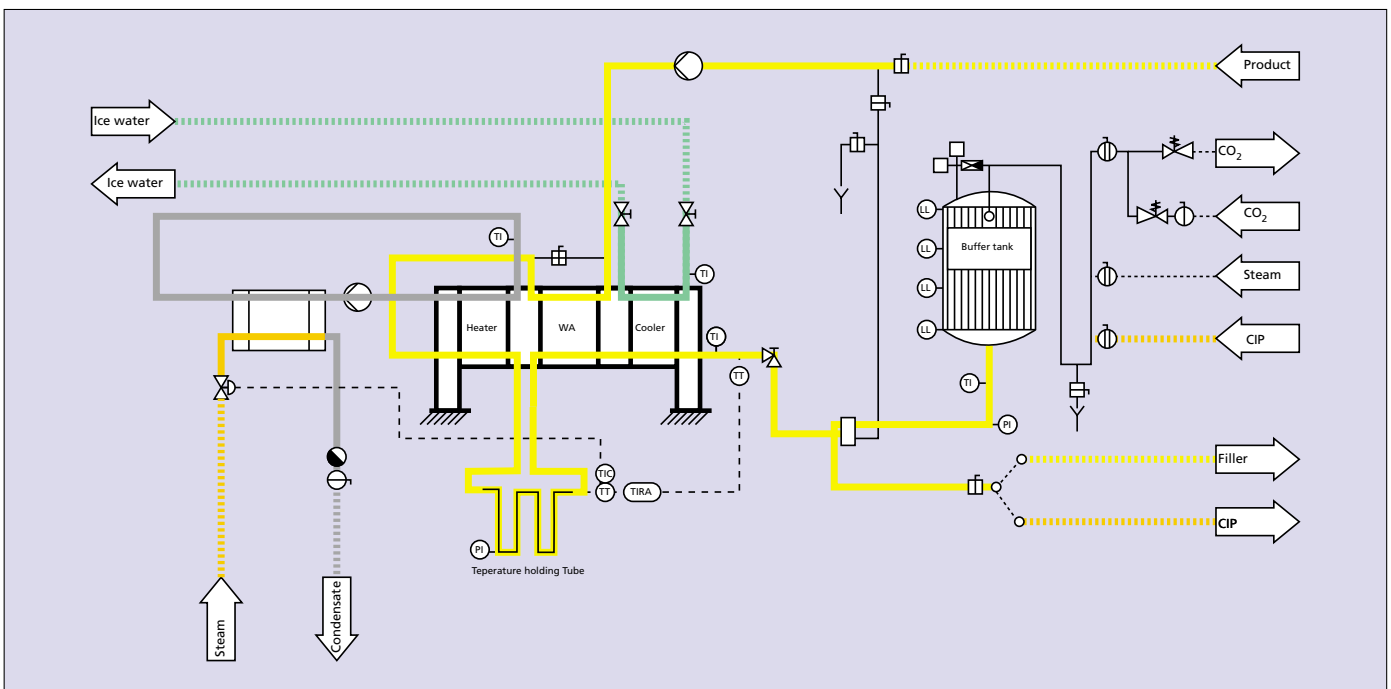 Product
Ice water
CO₂
Ice water
TI
LL
CO₂
LL
Buffer tank
TI
Steam
LL
Heater
WA
Cooler
LL
TI
CIP
TT
TI
PI
Filler
TIC
TT
TIRA
CIP
PI
Teperature holding Tube
Steam
Condensate